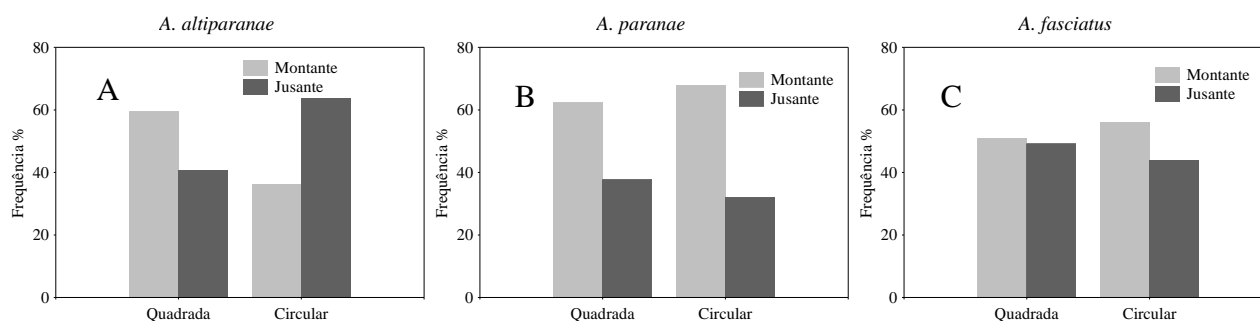 A. altiparanae
80
60
40
20
0
Frequência %
A
Montante
Jusante
Quadrada
Circular
A. paranae
80
60
40
20
0
Frequência %
B
Montante
Jusante
Quadrada
Circular
A. fasciatus
80
60
40
20
0
Frequência %
C
Montante
Jusante
Quadrada
Circular